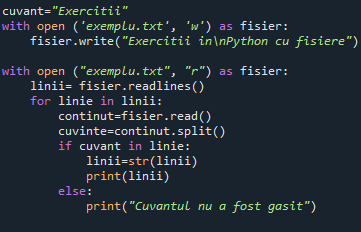 cuvant="Exercitii"
with open ('exemplu.txt', 'w') as fisier:
    fisier.write("Exercitii in\nPython cu fisiere")

with open ("exemplu.txt", "r") as fisier:
    linii= fisier.readlines()
    for linie in linii:
        continut=fisier.read()
        cuvinte=continut.split()
        if cuvant in linie:
            linii=str(linii)
            print(linii)
        else:
            print("Cuvantul nu a fost gasit")